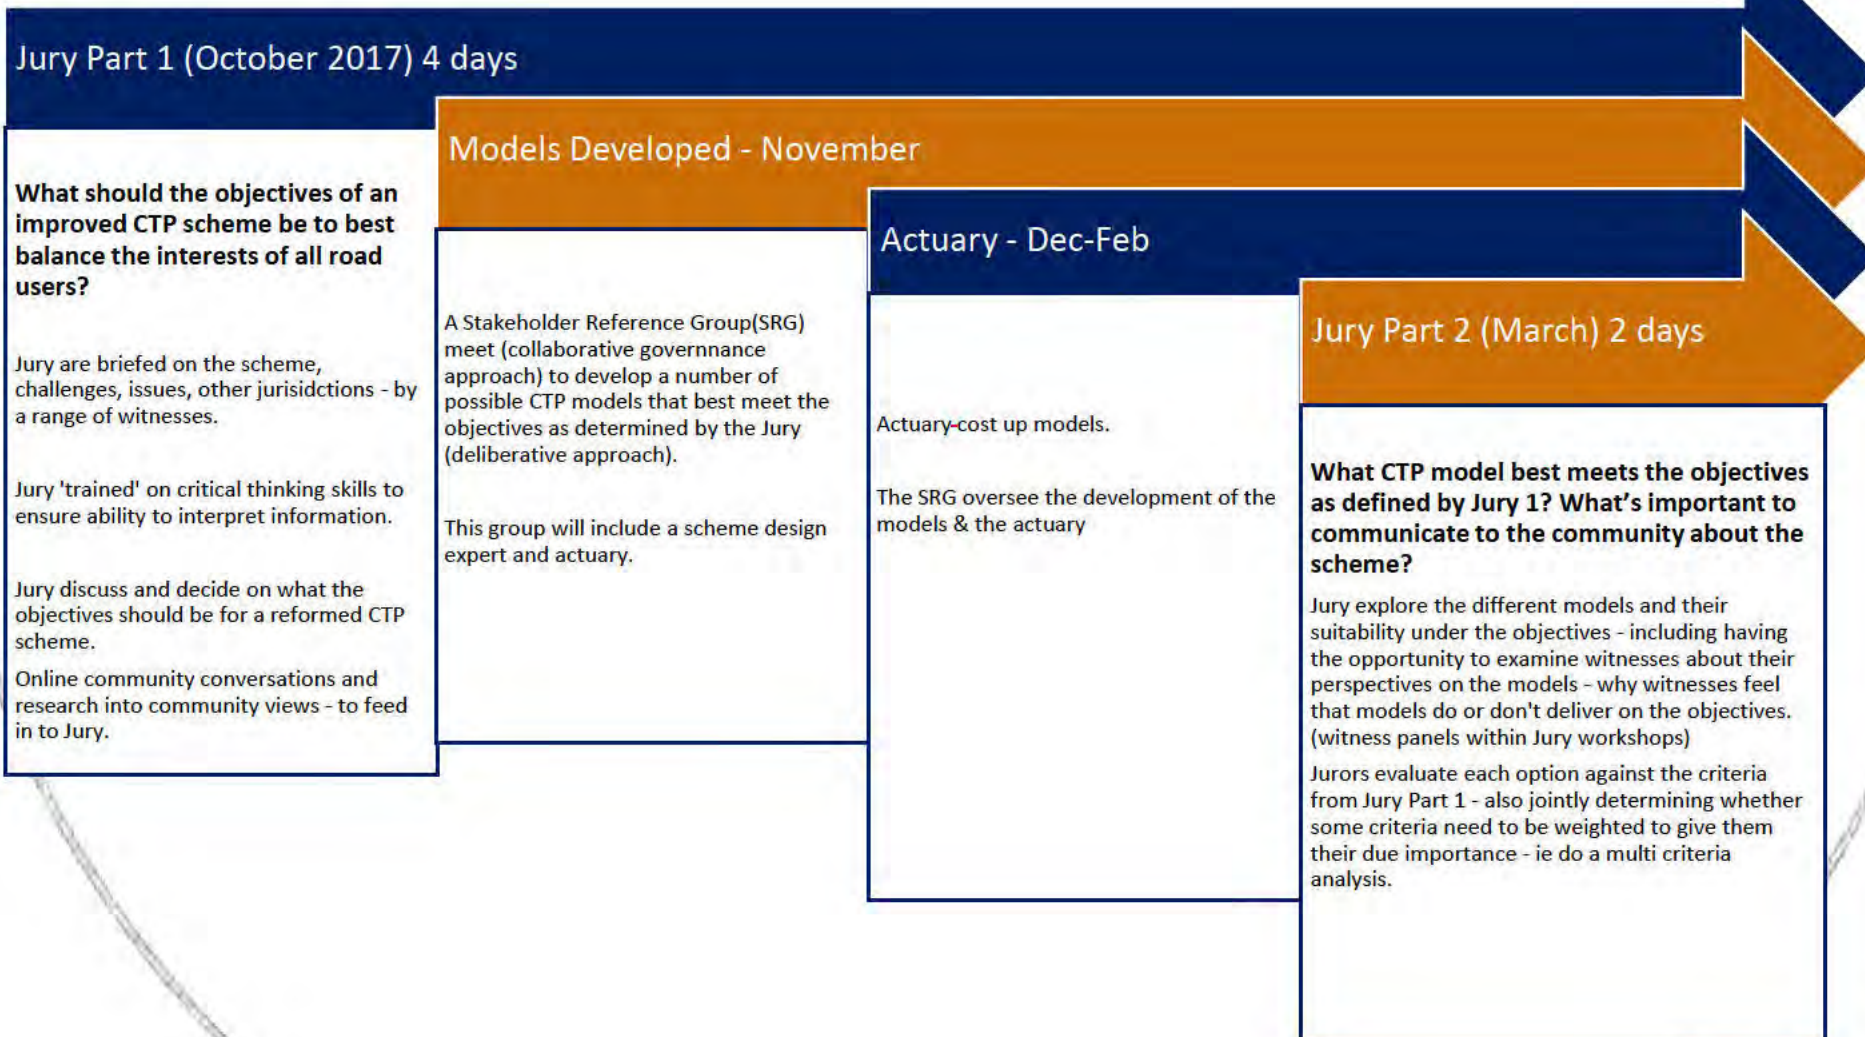 Jury Part 1 (October 2017) 4 days
What should the objectives of an
improved CTP scheme be to best
balance the interests of all road
users?
Jury are briefed on the scheme,
challenges, issues, other jurisidctions - by
a range of witnesses.
Jury 'trained' on critical thinking skills to
ensure ability to interpret information.
Jury discuss and decide on what the
objectives should be for a reformed CTP
scheme.
Online community conversations and
research into community views - to feed
in to Jury.
Models Developed - November
A Stakeholder Reference Group(SRG)
meet (collaborative governnance
approach) to develop a number of
possible CTP models that best meet the
objectives as determined by the Jury
(deliberative approach).
This group will include a scheme design
expert and actuary.
Actuary - Dec-Feb
Actuary-cost up models.
The SRG oversee the development of the
models & the actuary
Jury Part 2 (March) 2 days
What CTP model best meets the objectives
as defined by Jury 1? What’s important to
communicate to the community about the
scheme?
Jury explore the different models and their
suitability under the objectives - including having
the opportunity to examine witnesses about their
perspectives on the models - why witnesses feel
that models do or don't deliver on the objectives.
(witness panels within Jury workshops)
Jurors evaluate each option against the criteria
from Jury Part 1 - also jointly determining whether
some criteria need to be weighted to give them
their due importance - ie do a multi criteria
analysis.